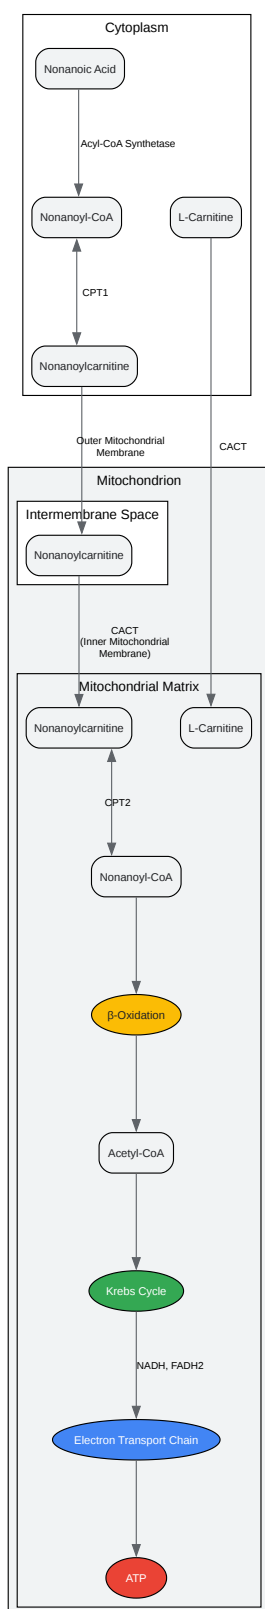 Cytoplasm
Nonanoic Acid
Acyl-CoA Synthetase
Nonanoyl-CoA
L-Carnitine
CPT1
Nonanoylcarnitine
Outer Mitochondrial
Membrane
CACT
Mitochondrion
Intermembrane Space
Nonanoylcarnitine
CACT
(Inner Mitochondrial
Membrane)
Mitochondrial Matrix
Nonanoylcarnitine
L-Carnitine
CPT2
Nonanoyl-CoA
β-Oxidation
Acetyl-CoA
Krebs Cycle
NADH, FADH2
Electron Transport Chain
ATP